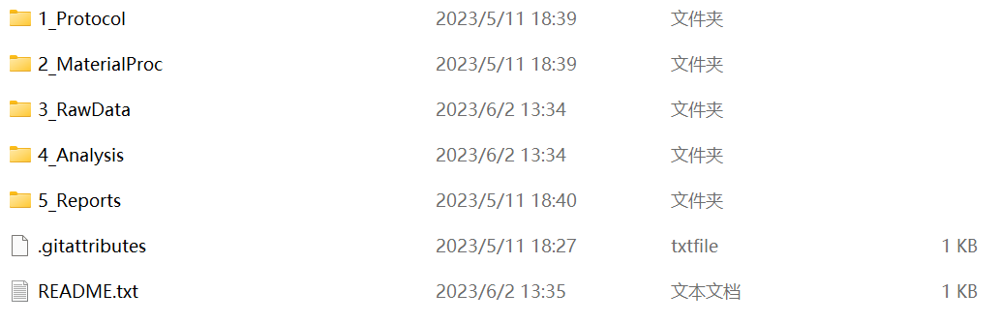 1_Protocol 2023/5/11 18:39 文件夹
2_MaterialProc 2023/5/11 18:39 文件夹
3_RawData 2023/6/2 13:34 文件夹
4_Analysis 2023/6/2 13:34 文件夹
5_Reports 2023/5/11 18:40 文件夹
.gitattributes 2023/5/11 18:27 txtfile 1 KB
README.txt 2023/6/2 13:35 文本文档 1 KB